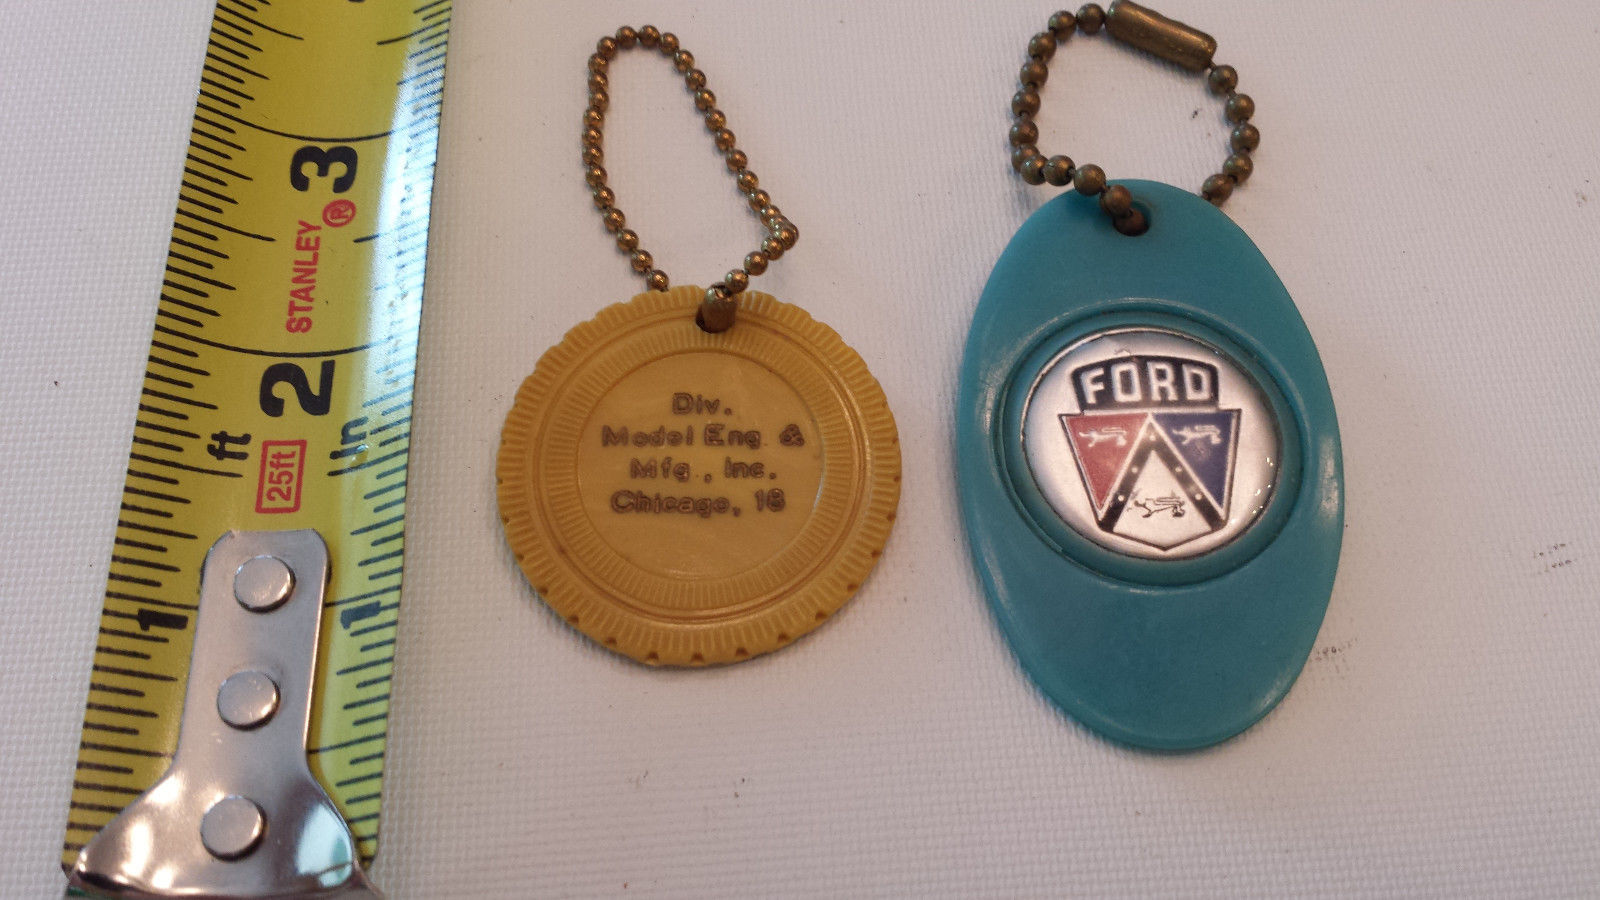 3
STANLEY®
2
ft
in
25ft
1
1
Div.
Model Eng. &
Mfg., Inc.
Chicago, 18
FORD